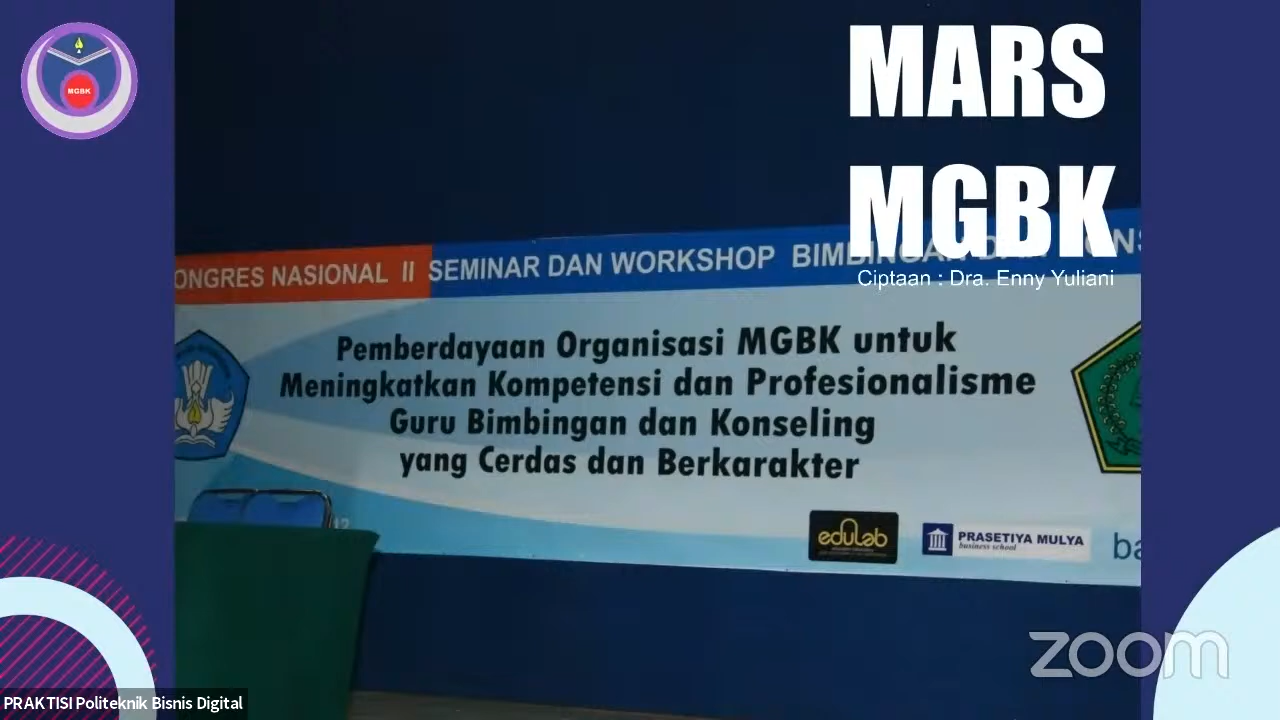 MGBK
MARS
MGBK
Ciptaan : Dra. Enny Yuliani
ONGRES NASIONAL II SEMINAR DAN WORKSHOP
Pemberdayaan Organisasi MGBK untuk
Meningkatkan Kompetensi dan Profesionalisme
Guru Bimbingan dan Konseling
yang Cerdas dan Berkarakter
edulab
PRASETIYA MULYA
business school
zoom
PRAKTISI Politeknik Bisnis Digital